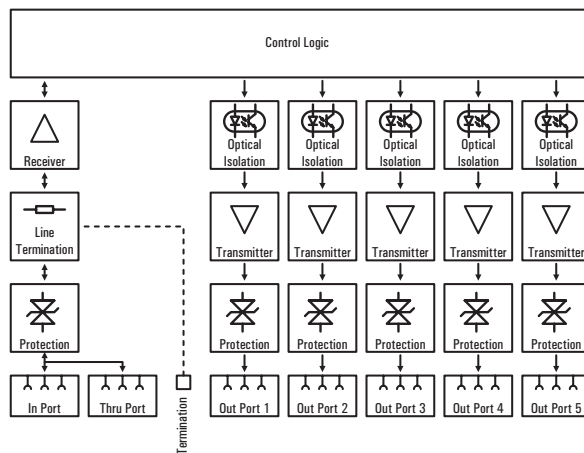 Control Logic
Receiver
Optical
Isolation
Optical
Isolation
Optical
Isolation
Optical
Isolation
Optical
Isolation
Line
Termination
Transmitter
Transmitter
Transmitter
Transmitter
Transmitter
Protection
Protection
Protection
Protection
Protection
Protection
In Port
Thru Port
Termination
Out Port 1
Out Port 2
Out Port 3
Out Port 4
Out Port 5